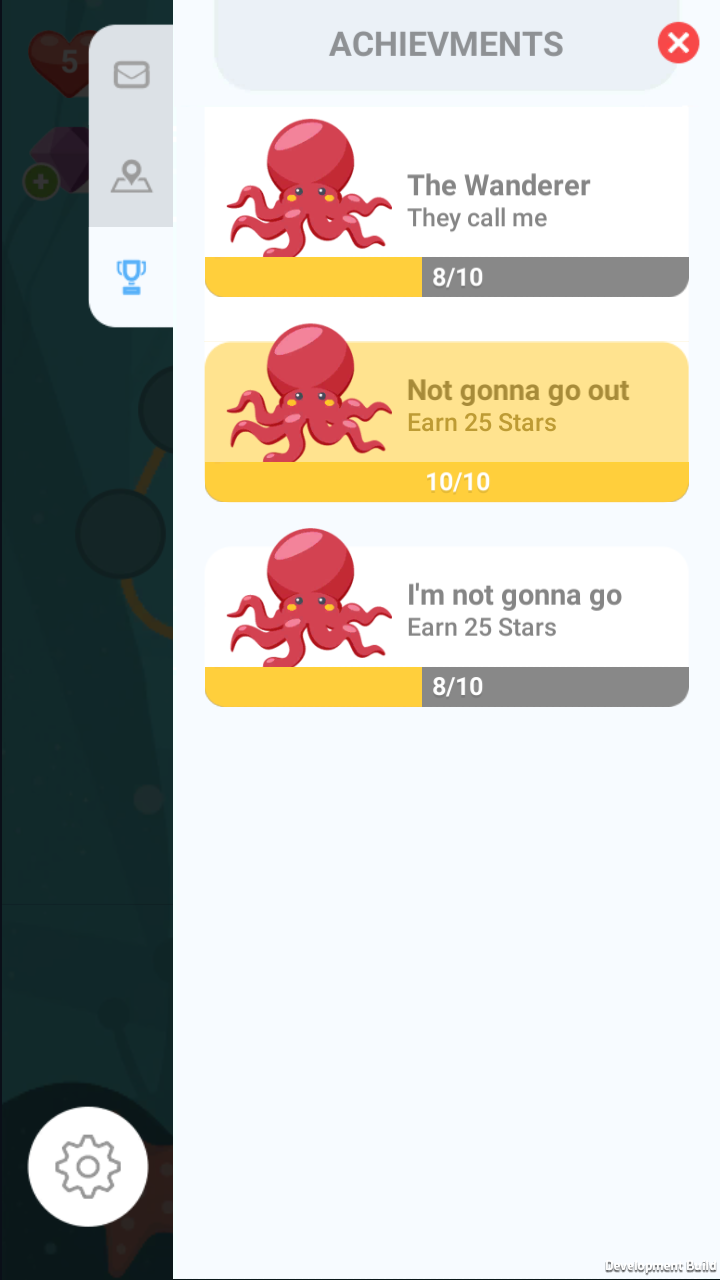 5
ACHIEVMENTS
The Wanderer
They call me
8/10
Not gonna go out
Earn 25 Stars
10/10
I'm not gonna go
Earn 25 Stars
8/10
Development Build